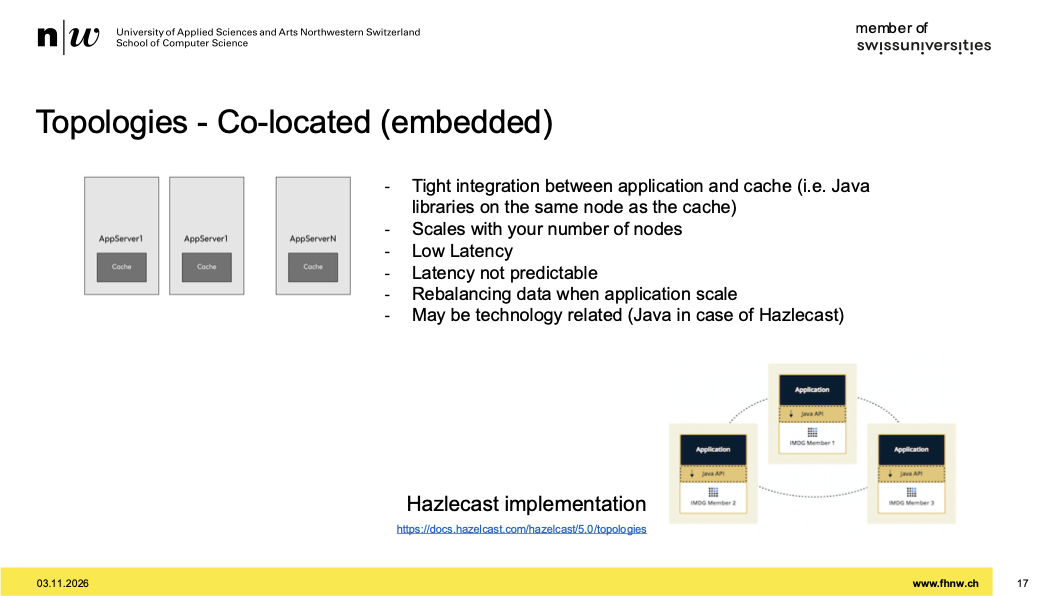 n w University of Applied Sciences and Arts Northwestern Switzerland
School of Computer Science
member of
swissuniversities
Topologies - Co-located (embedded)
AppServer1
Cache
AppServer1
Cache
AppServerN
Cache
- Tight integration between application and cache (i.e. Java
libraries on the same node as the cache)
- Scales with your number of nodes
- Low Latency
- Latency not predictable
- Rebalancing data when application scale
- May be technology related (Java in case of Hazlecast)
Application
Java API
IMDG Member 1
Application
Java API
IMDG Member 2
Application
Java API
IMDG Member 3
Hazlecast implementation
https://docs.hazelcast.com/hazelcast/5.0/topologies
03.11.2026
www.fhnw.ch
17